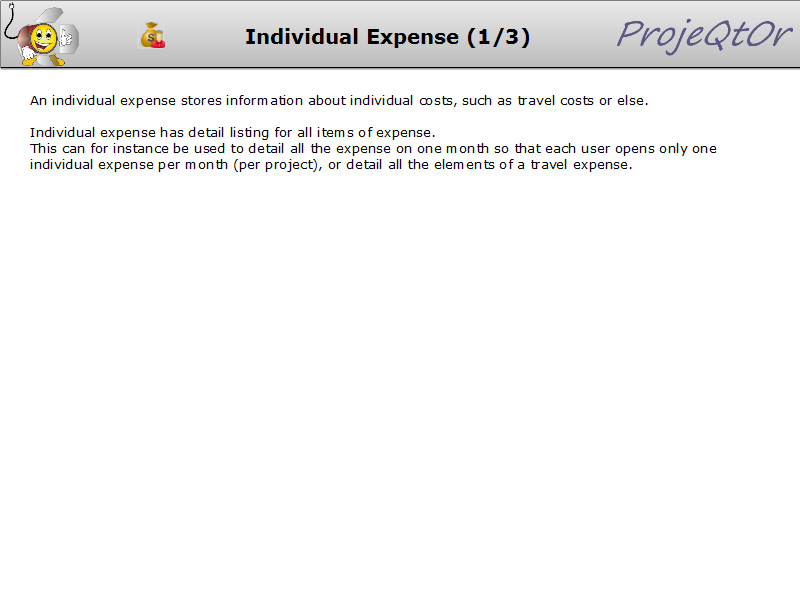 Individual Expense (1/3)
ProjeQtOr
An individual expense stores information about individual costs, such as travel costs or else.
Individual expense has detail listing for all items of expense.
This can for instance be used to detail all the expense on one month so that each user opens only one
individual expense per month (per project), or detail all the elements of a travel expense.